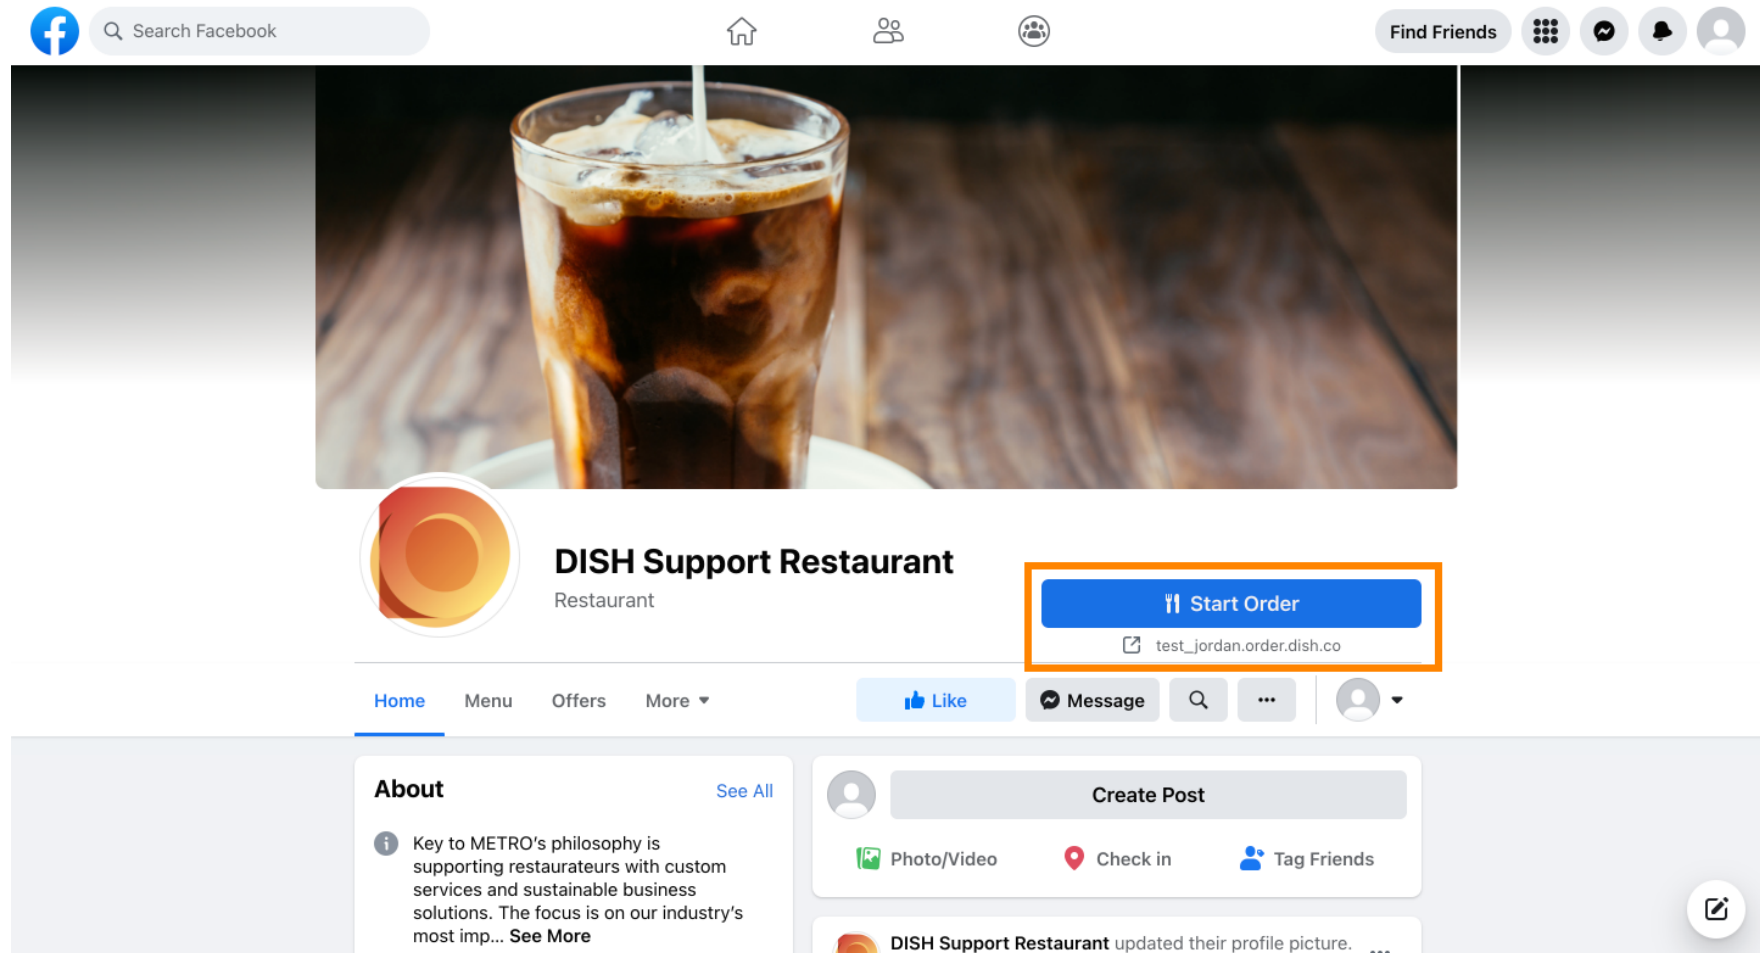 Search Facebook
Find Friends
DISH Support Restaurant
Restaurant
Start Order
test_jordan.order.dish.co
Home
Menu
Offers
More
Like
Message
About
See All
Create Post
Key to METRO's philosophy is
supporting restaurateurs with custom
services and sustainable business
solutions. The focus is on our industry's
most imp... See More
Photo/Video
Check in
Tag Friends
DISH Support Restaurant updated their profile picture.